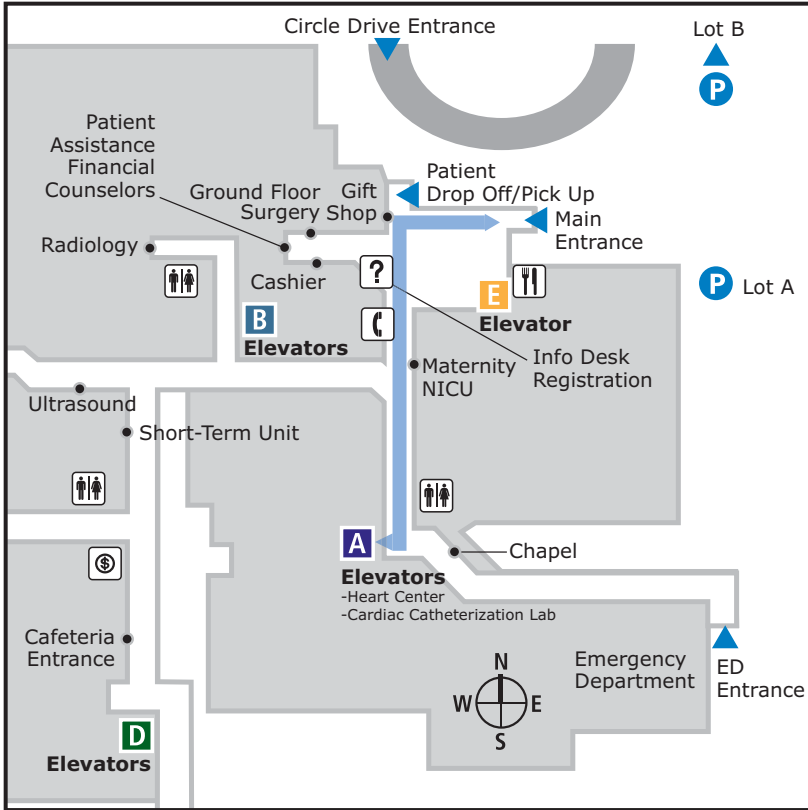 Circle Drive Entrance
Lot B
P
Patient
Assistance
Financial
Counselors
Ground Floor
Surgery
Gift
Shop
Patient
Drop Off/Pick Up
Main
Entrance
Radiology
Cashier
?
P
Lot A
E
Elevator
B
Elevators
Info Desk
Registration
Maternity
NICU
Ultrasound
Short-Term Unit
A
Elevators
-Heart Center
-Cardiac Catheterization Lab
Chapel
$
Cafeteria
Entrance
N
W
E
S
Emergency
Department
ED
Entrance
D
Elevators